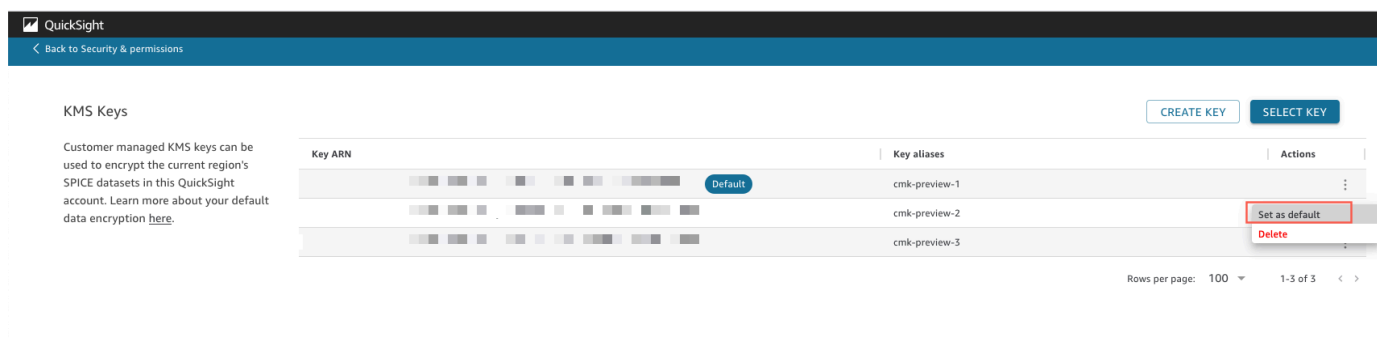 QuickSight
Back to Security & permissions
KMS Keys
CREATE KEY
SELECT KEY
Customer managed KMS keys can be
used to encrypt the current region's
SPICE datasets in this QuickSight
account. Learn more about your default
data encryption here.
Key ARN
Key aliases
Actions
Default
cmk-preview-1
cmk-preview-2
Set as default
Delete
cmk-preview-3
Rows per page: 100
1-3 of 3